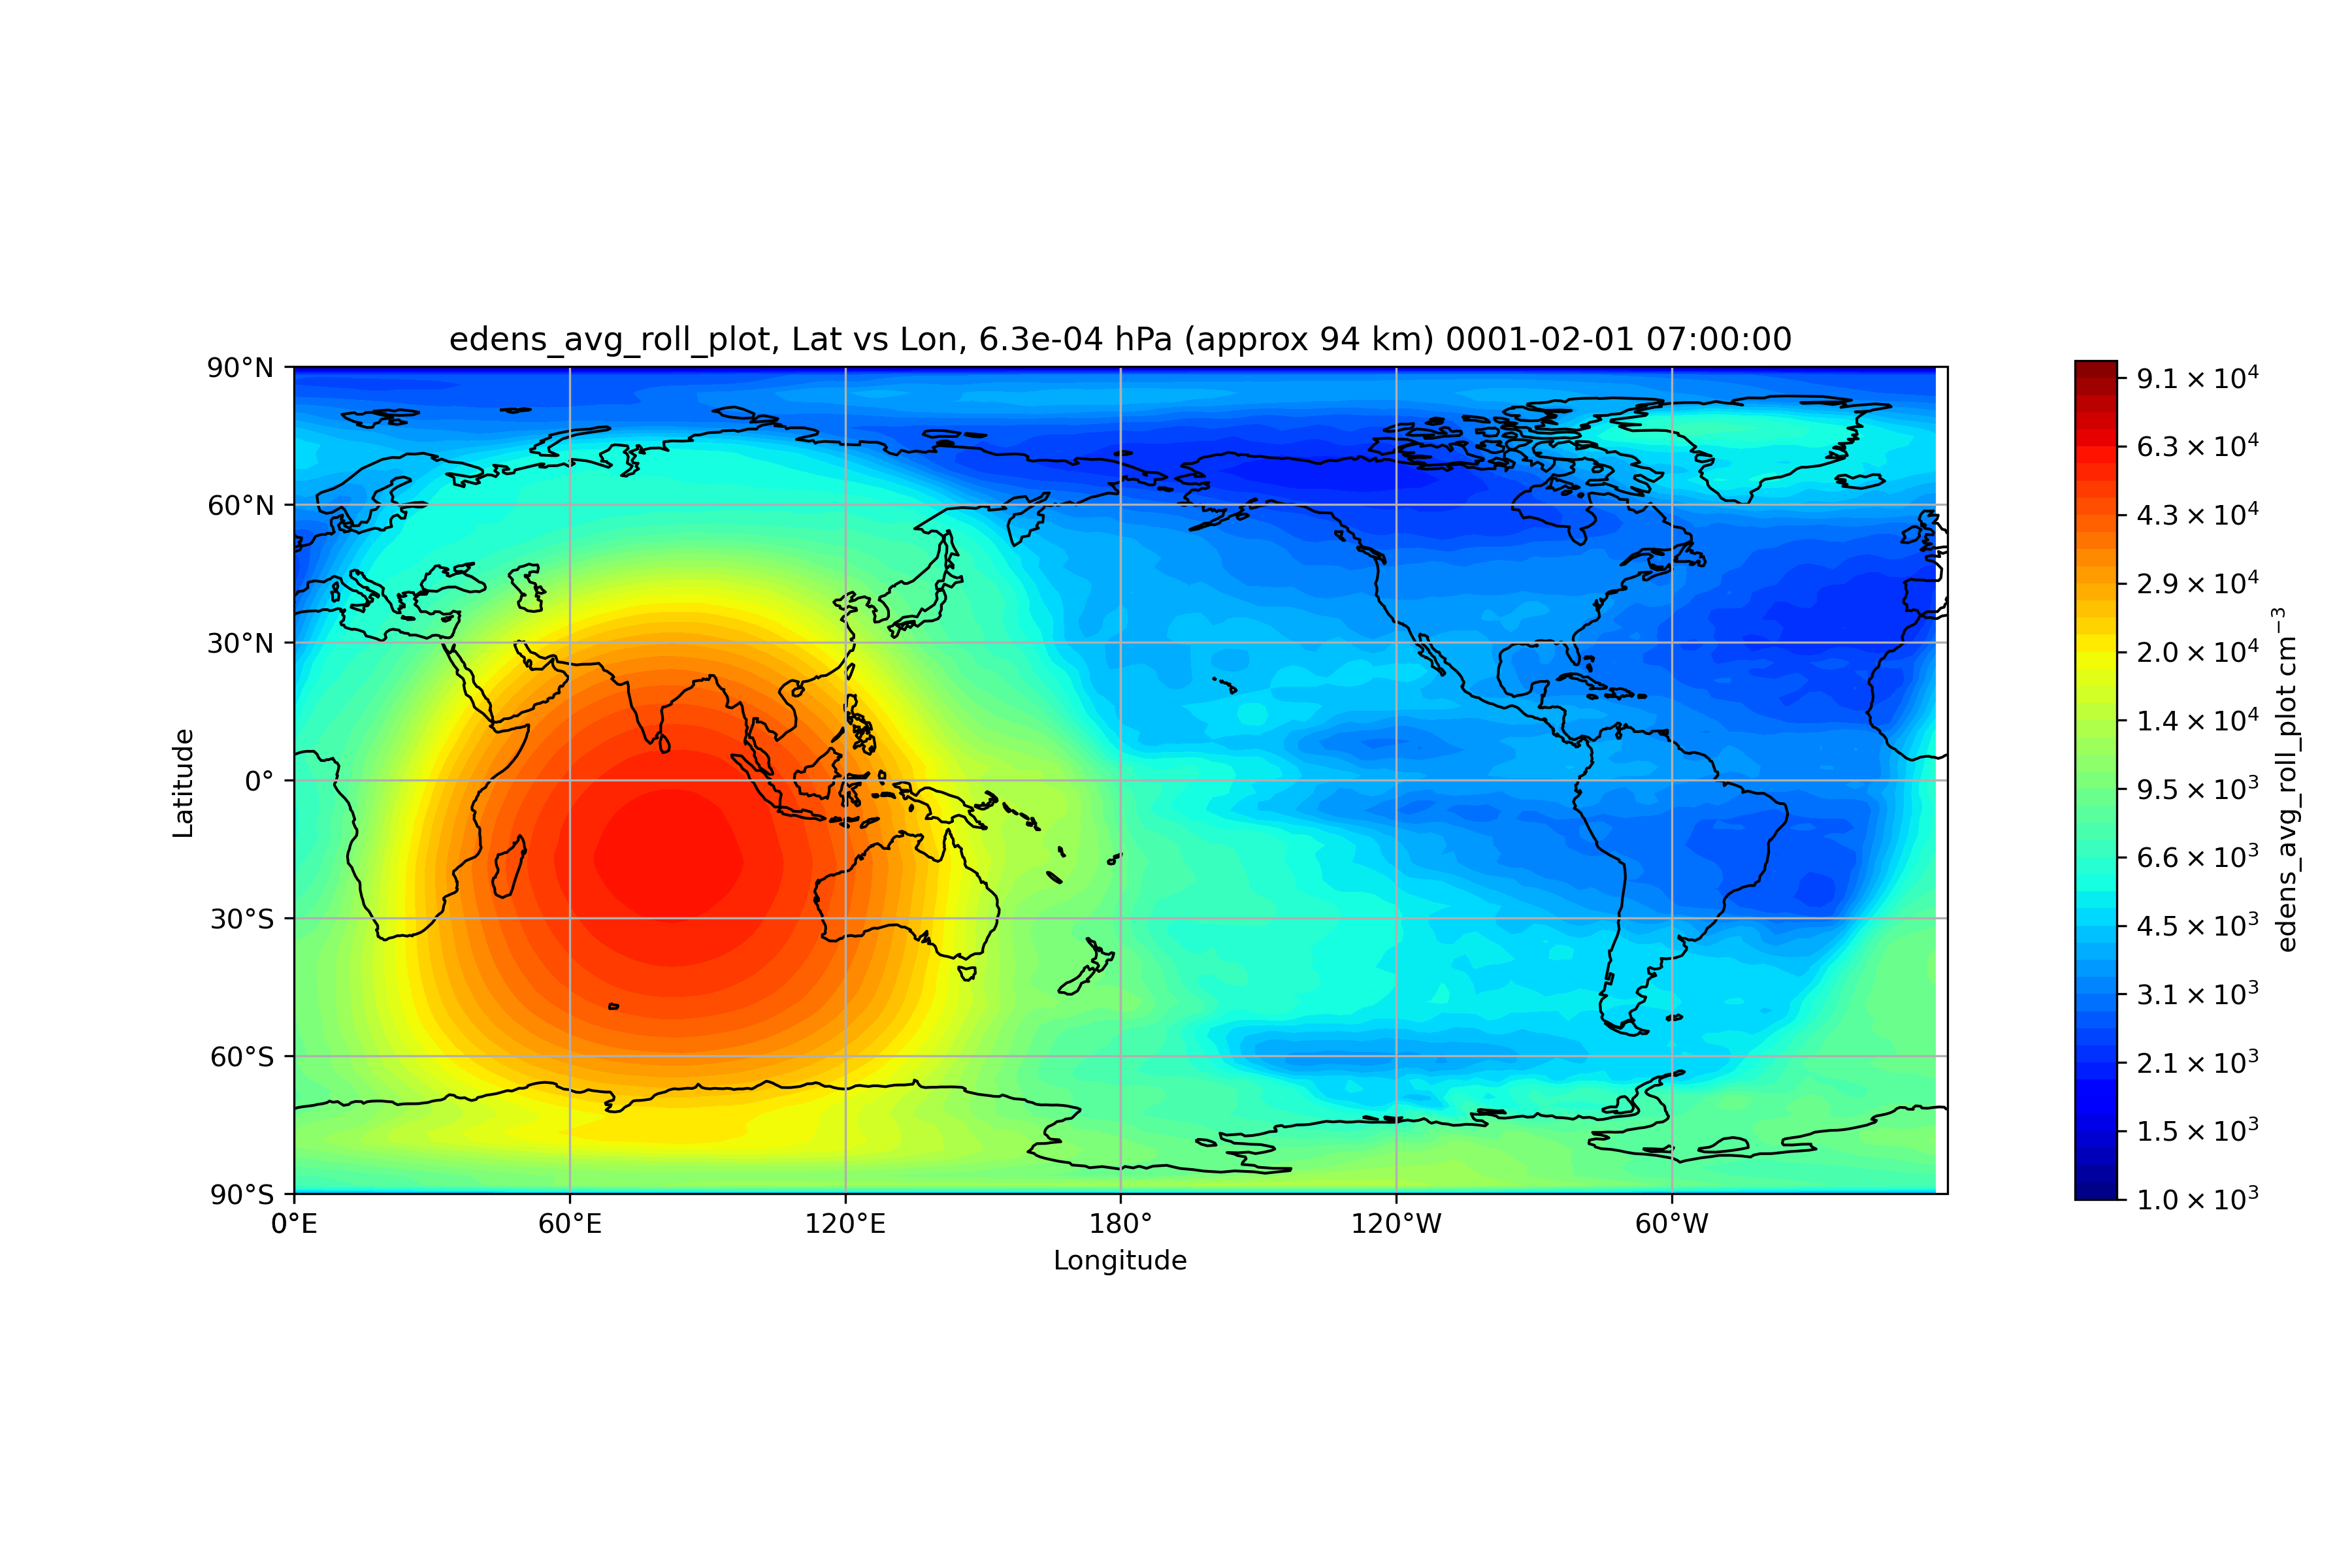 edens_avg_roll_plot, Lat vs Lon, 6.3e-04 hPa (approx 94 km) 0001-02-01 07:00:00
90°N
60°N
30°N
0°
30°S
60°S
90°S
Latitude
0°E
60°E
120°E
180°
120°W
60°W
Longitude
9.1 × 10⁴
6.3 × 10⁴
4.3 × 10⁴
2.9 × 10⁴
2.0 × 10⁴
1.4 × 10⁴
9.5 × 10³
6.6 × 10³
4.5 × 10³
3.1 × 10³
2.1 × 10³
1.5 × 10³
1.0 × 10³
edens_avg_roll_plot cm⁻³